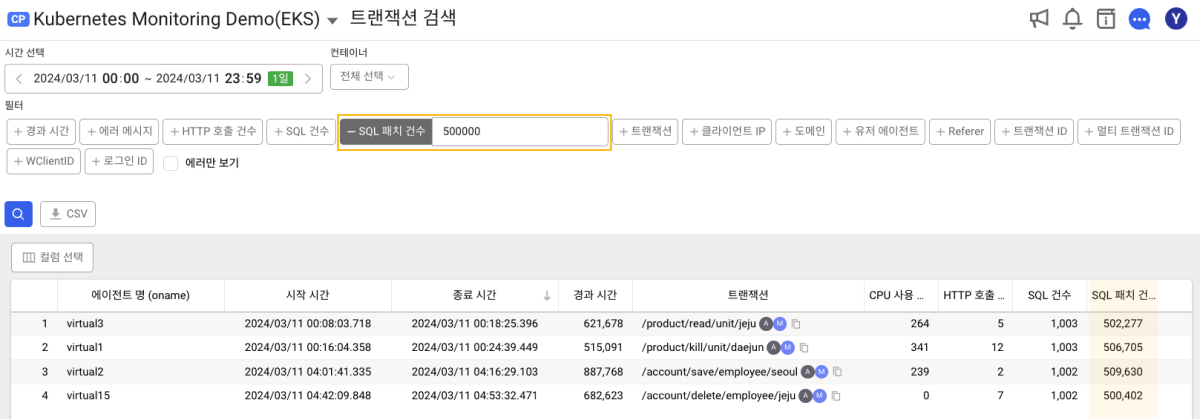 CP Kubernetes Monitoring Demo(EKS) 트랜잭션 검색 Y
시간 선택 컨테이너
2024/03/11 00:00 ~ 2024/03/11 23:59 1일 전체 선택
필터
+ 경과 시간 + 에러 메시지 + HTTP 호출 건수 + SQL 건수 − SQL 패치 건수 500000 + 트랜잭션 + 클라이언트 IP + 도메인 + 유저 에이전트 + Referer + 트랜잭션 ID + 멀티 트랜잭션 ID
+ WClientID + 로그인 ID 에러만 보기
CSV
컬럼 선택
에이전트 명 (oname) 시작 시간 종료 시간 ↓ 경과 시간 트랜잭션 CPU 사용 ... HTTP 호출 ... SQL 건수 SQL 패치 건...
1 virtual3 2024/03/11 00:08:03.718 2024/03/11 00:18:25.396 621,678 /product/read/unit/jeju A M 264 5 1,003 502,277
2 virtual1 2024/03/11 00:16:04.358 2024/03/11 00:24:39.449 515,091 /product/kill/unit/daejun A M 341 12 1,003 506,705
3 virtual2 2024/03/11 04:01:41.335 2024/03/11 04:16:29.103 887,768 /account/save/employee/seoul A M 239 2 1,002 509,630
4 virtual15 2024/03/11 04:42:09.848 2024/03/11 04:53:32.471 682,623 /account/delete/employee/jeju A M 0 7 1,002 500,402